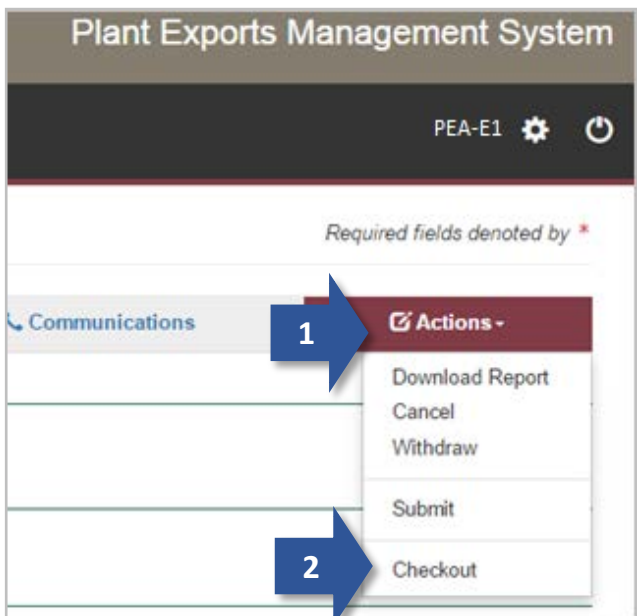 Plant Exports Management System
PEA-E1
Required fields denoted by *
Communications
1
Actions
Download Report
Cancel
Withdraw
Submit
2
Checkout